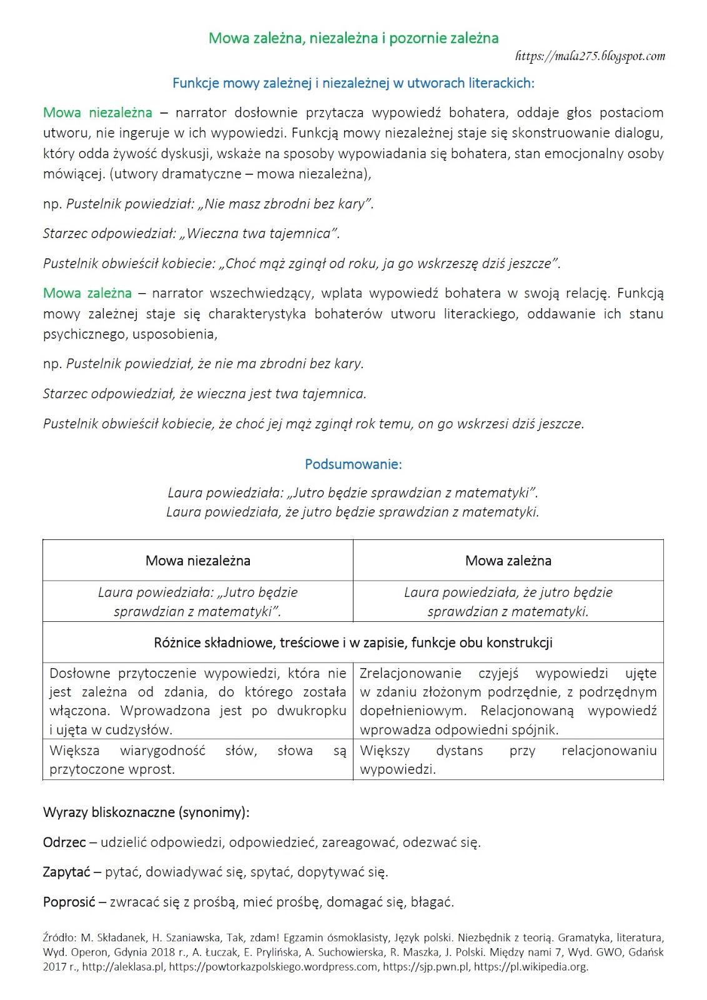 Mowa zależna, niezależna i pozornie zależna
https://mala275.blogspot.com
Funkcje mowy zależnej i niezależnej w utworach literackich:
Mowa niezależna – narrator dosłownie przytacza wypowiedź bohatera, oddaje głos postaciom
utworu, nie ingeruje w ich wypowiedzi. Funkcją mowy niezależnej staje się skonstruowanie dialogu,
który odda żywość dyskusji, wskaże na sposoby wypowiadania się bohatera, stan emocjonalny osoby
mówiącej. (utwory dramatyczne – mowa niezależna),
np. Pustelnik powiedział: „Nie masz zbrodni bez kary”.
Starzec odpowiedział: „Wieczna twa tajemnica”.
Pustelnik obwieścił kobiecie: „Choć mąż zginął od roku, ja go wskrzeszę dziś jeszcze”.
Mowa zależna – narrator wszechwiedzący, wplata wypowiedź bohatera w swoją relację. Funkcją
mowy zależnej staje się charakterystyka bohaterów utworu literackiego, oddawanie ich stanu
psychicznego, usposobienia,
np. Pustelnik powiedział, że nie ma zbrodni bez kary.
Starzec odpowiedział, że wieczna jest twa tajemnica.
Pustelnik obwieścił kobiecie, że choć jej mąż zginął rok temu, on go wskrzesi dziś jeszcze.
Podsumowanie:
Laura powiedziała: „Jutro będzie sprawdzian z matematyki”.
Laura powiedziała, że jutro będzie sprawdzian z matematyki.
Mowa niezależna
Mowa zależna
Laura powiedziała: „Jutro będzie
sprawdzian z matematyki”.
Laura powiedziała, że jutro będzie
sprawdzian z matematyki.
Różnice składniowe, treściowe i w zapisie, funkcje obu konstrukcji
Dosłowne przytoczenie wypowiedzi, która nie
jest zależna od zdania, do którego została
włączona. Wprowadzona jest po dwukropku
i ujęta w cudzysłów.
Zrelacjonowanie czyjejś wypowiedzi ujęte
w zdaniu złożonym podrzędnie, z podrzędnym
dopełnieniowym. Relacjonowaną wypowiedź
wprowadza odpowiedni spójnik.
Większa wiarygodność słów, słowa są
przytoczone wprost.
Większy dystans przy relacjonowaniu
wypowiedzi.
Wyrazy bliskoznaczne (synonimy):
Odrzec – udzielić odpowiedzi, odpowiedzieć, zareagować, odezwać się.
Zapytać – pytać, dowiadywać się, spytać, dopytywać się.
Poprosić – zwracać się z prośbą, mieć prośbę, domagać się, błagać.
Źródło: M. Składanek, H. Szaniawska, Tak, zdam! Egzamin ósmoklasisty, Język polski. Niezbędnik z teorią. Gramatyka, literatura,
Wyd. Operon, Gdynia 2018 r., A. Łuczak, E. Prylińska, A. Suchowierska, R. Maszka, J. Polski. Między nami 7, Wyd. GWO, Gdańsk
2017 r., http://aleklasa.pl, https://powtorkazpolskiego.wordpress.com, https://sjp.pwn.pl, https://pl.wikipedia.org.